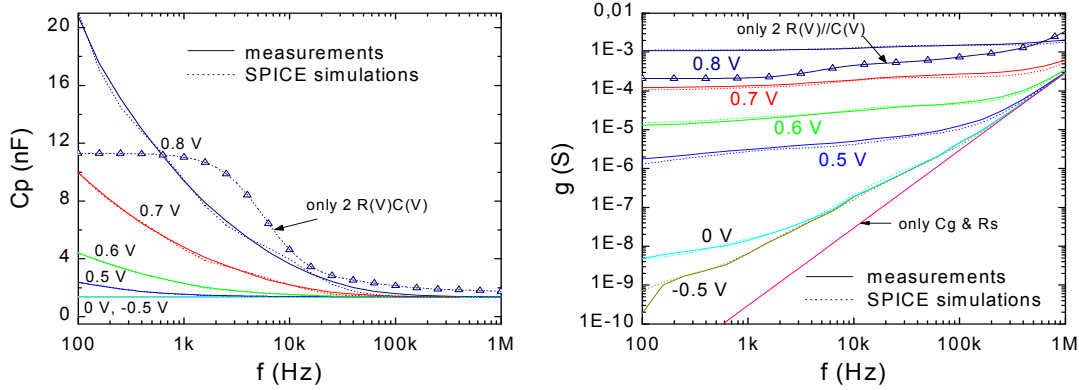 20
16
12
8
4
0
Cp (nF)
measurements
SPICE simulations
0.8 V
0.7 V
only 2 R(V)C(V)
0.6 V
0.5 V
0 V, -0.5 V
100
1k
10k
100k
1M
f (Hz)
0,01
1E-3
1E-4
1E-5
1E-6
1E-7
1E-8
1E-9
1E-10
g (S)
only 2 R(V)//C(V)
0.8 V
0.7 V
0.6 V
0.5 V
0 V
only Cg & Rs
-0.5 V
measurements
SPICE simulations
100
1k
10k
100k
1M
f (Hz)